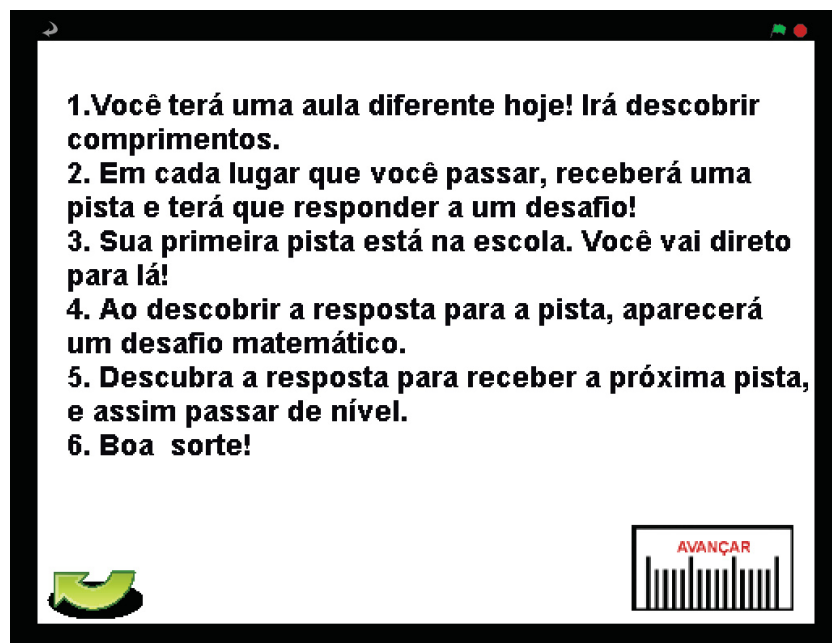 1.Você terá uma aula diferente hoje! Irá descobrir
comprimentos.
2. Em cada lugar que você passar, receberá uma
pista e terá que responder a um desafio!
3. Sua primeira pista está na escola. Você vai direto
para lá!
4. Ao descobrir a resposta para a pista, aparecerá
um desafio matemático.
5. Descubra a resposta para receber a próxima pista,
e assim passar de nível.
6. Boa  sorte!
AVANÇAR